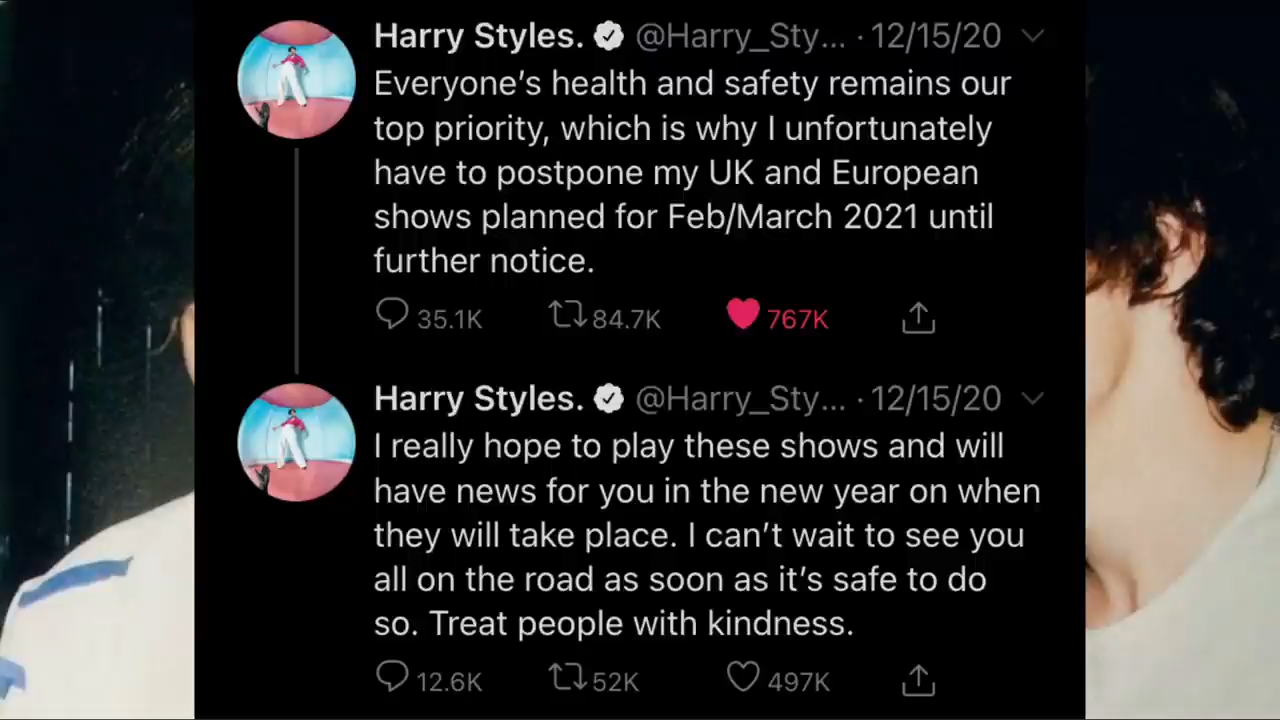 Harry Styles. @Harry_Sty... · 12/15/20
Everyone’s health and safety remains our
top priority, which is why I unfortunately
have to postpone my UK and European
shows planned for Feb/March 2021 until
further notice.
35.1K 84.7K 767K
Harry Styles. @Harry_Sty... · 12/15/20
I really hope to play these shows and will
have news for you in the new year on when
they will take place. I can’t wait to see you
all on the road as soon as it’s safe to do
so. Treat people with kindness.
12.6K 52K 497K